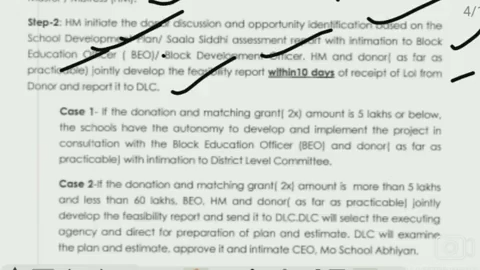 4/1
Step-2: HM initiate the donor discussion and opportunity identification based on the
School Development Plan/ Saala Siddhi assessment report with intimation to Block
Education Officer ( BEO)/ Block Development Officer. HM and donor( as far as
practicable) jointly develop the feasibility report within10 days of receipt of LoI from
Donor and report it to DLC.
Case 1- If the donation and matching grant( 2x) amount is 5 lakhs or below,
the schools have the autonomy to develop and implement the project in
consultation with the Block Education Officer (BEO) and donor( as far as
practicable) with intimation to District Level Committee.
Case 2-If the donation and matching grant( 2x) amount is more than 5 lakhs
and less than 60 lakhs, BEO, HM and donor( as far as practicable| jointly
develop the feasibility report and send it to DLC.DLC will select the executing
agency and direct for preparation of plan and estimate. DLC will examine
the plan and estimate, approve it and intimate CEO, Mo School Abhiyan.